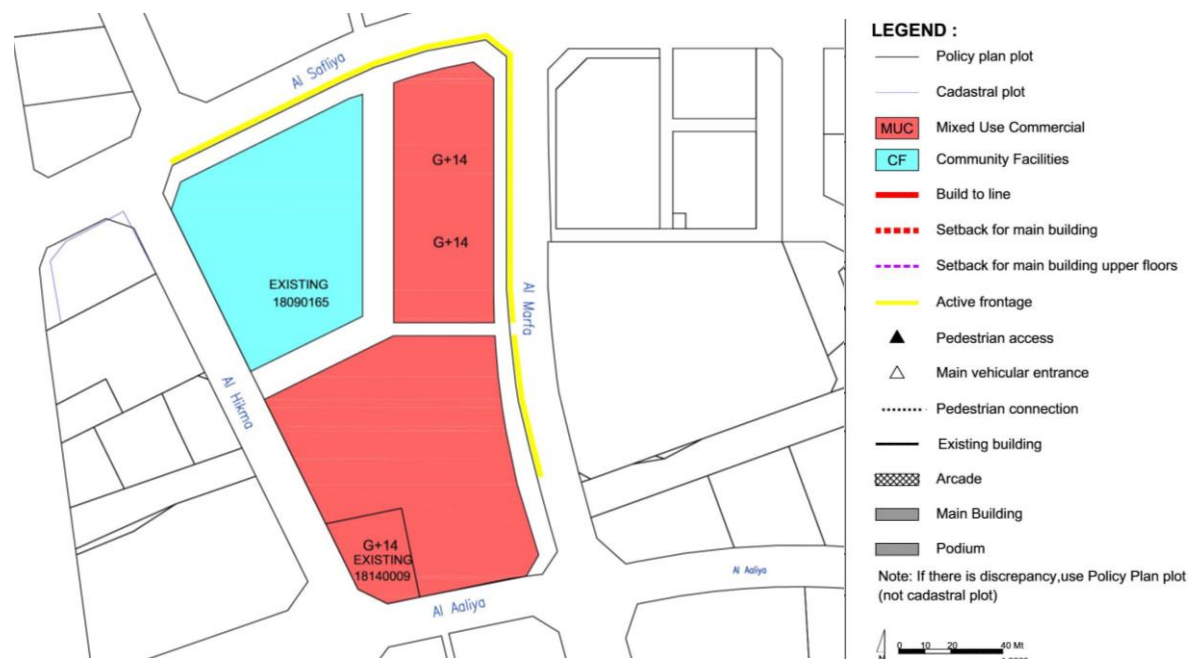 Al Safliya
G+14
G+14
EXISTING
18090165
Al Marfa
Al Hikma
G+14
EXISTING
18140009
Al Aaliya
Al Aaliya
LEGEND :
Policy plan plot
Cadastral plot
MUC Mixed Use Commercial
CF Community Facilities
Build to line
Setback for main building
Setback for main building upper floors
Active frontage
Pedestrian access
Main vehicular entrance
Pedestrian connection
Existing building
Arcade
Main Building
Podium
Note: If there is discrepancy,use Policy Plan plot
(not cadastral plot)
0 10 20 40 Mt